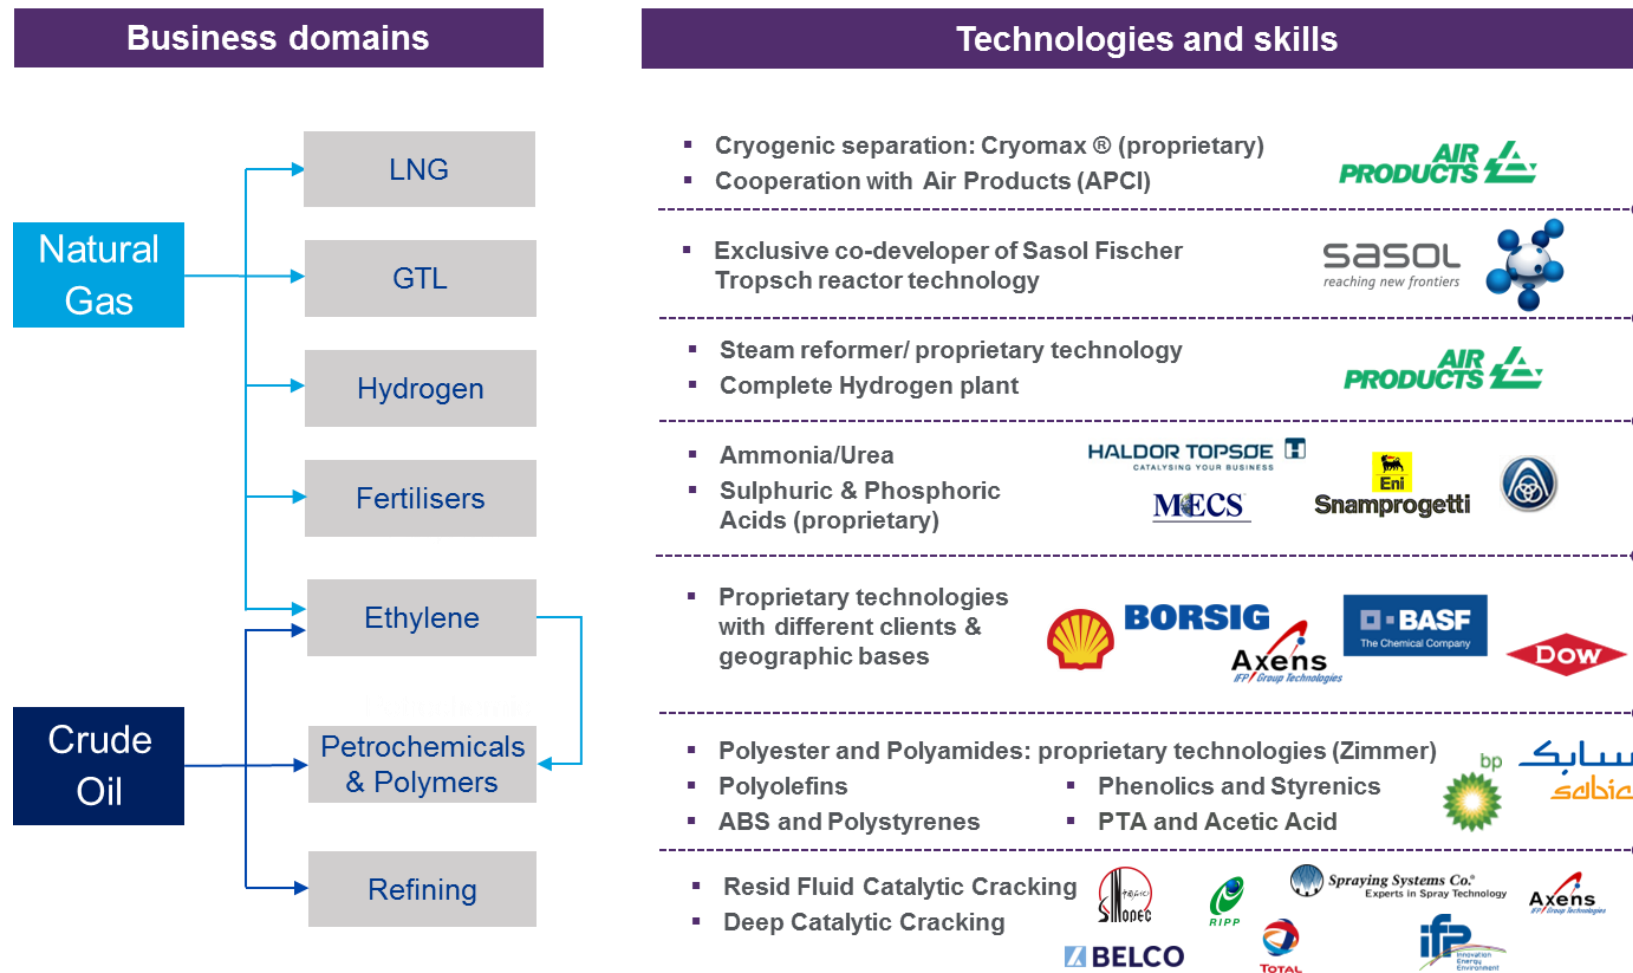 Business domains
Technologies and skills
Natural
Gas
Crude
Oil
LNG
GTL
Hydrogen
Fertilisers
Ethylene
Petrochemicals
& Polymers
Refining
▪ Cryogenic separation: Cryomax ® (proprietary)
▪ Cooperation with Air Products (APCI)
AIR
PRODUCTS
▪ Exclusive co-developer of Sasol Fischer
Tropsch reactor technology
sasol
reaching new frontiers
▪ Steam reformer/ proprietary technology
▪ Complete Hydrogen plant
AIR
PRODUCTS
▪ Ammonia/Urea
▪ Sulphuric & Phosphoric
Acids (proprietary)
HALDOR TOPSØE H
CATALYSING YOUR BUSINESS
MECS
Eni
Snamprogetti
▪ Proprietary technologies
with different clients &
geographic bases
BORSIG
Axens
IFP Group Technologies
BASF
The Chemical Company
DOW
▪ Polyester and Polyamides: proprietary technologies (Zimmer)
▪ Polyolefins ▪ Phenolics and Styrenics
▪ ABS and Polystyrenes ▪ PTA and Acetic Acid
bp
سابك
sabic
▪ Resid Fluid Catalytic Cracking
▪ Deep Catalytic Cracking
SINOPEC
RIPP
Spraying Systems Co.®
Experts in Spray Technology
Axens
IFP Group Technologies
BELCO
TOTAL
ifp
Innovation
Energy
Environment